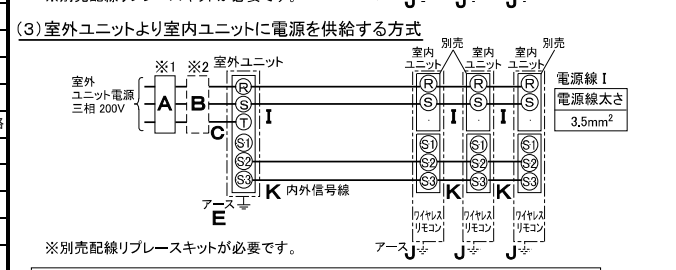 (3)室外ユニットより室内ユニットに電源を供給する方式
※1 ※2 室外ユニット
室外
ユニット電源
三相 200V
A B C
R
S
T
S1
S2
S3
I
K 内外信号線
アース
E
別売 別売
室内
ユニット
室内
ユニット
室内
ユニット
R R R
S S S
I I
S1 S1 S1
S2 S2 S2
S3 S3 S3
K K
ワイヤレス
リモコン
ワイヤレス
リモコン
ワイヤレス
リモコン
アース J J J
電源線 I
電源線太さ
3.5mm²
※別売配線リプレースキットが必要です。